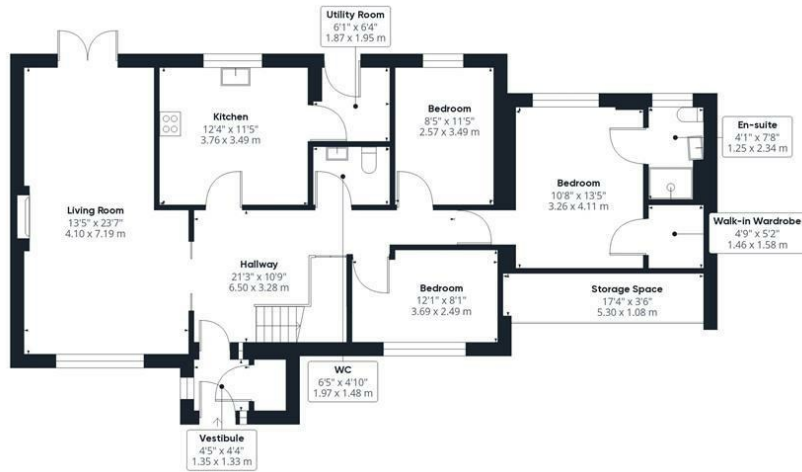 Utility Room
6'1" x 6'4"
1.87 x 1.95 m
Kitchen
12'4" x 11'5"
3.76 x 3.49 m
Bedroom
8'5" x 11'5"
2.57 x 3.49 m
En-suite
4'1" x 7'8"
1.25 x 2.34 m
Bedroom
10'8" x 13'5"
3.26 x 4.11 m
Living Room
13'5" x 23'7"
4.10 x 7.19 m
Walk-in Wardrobe
4'9" x 5'2"
1.46 x 1.58 m
Hallway
21'3" x 10'9"
6.50 x 3.28 m
Bedroom
12'1" x 8'1"
3.69 x 2.49 m
Storage Space
17'4" x 3'6"
5.30 x 1.08 m
WC
6'5" x 4'10"
1.97 x 1.48 m
Vestibule
4'5" x 4'4"
1.35 x 1.33 m